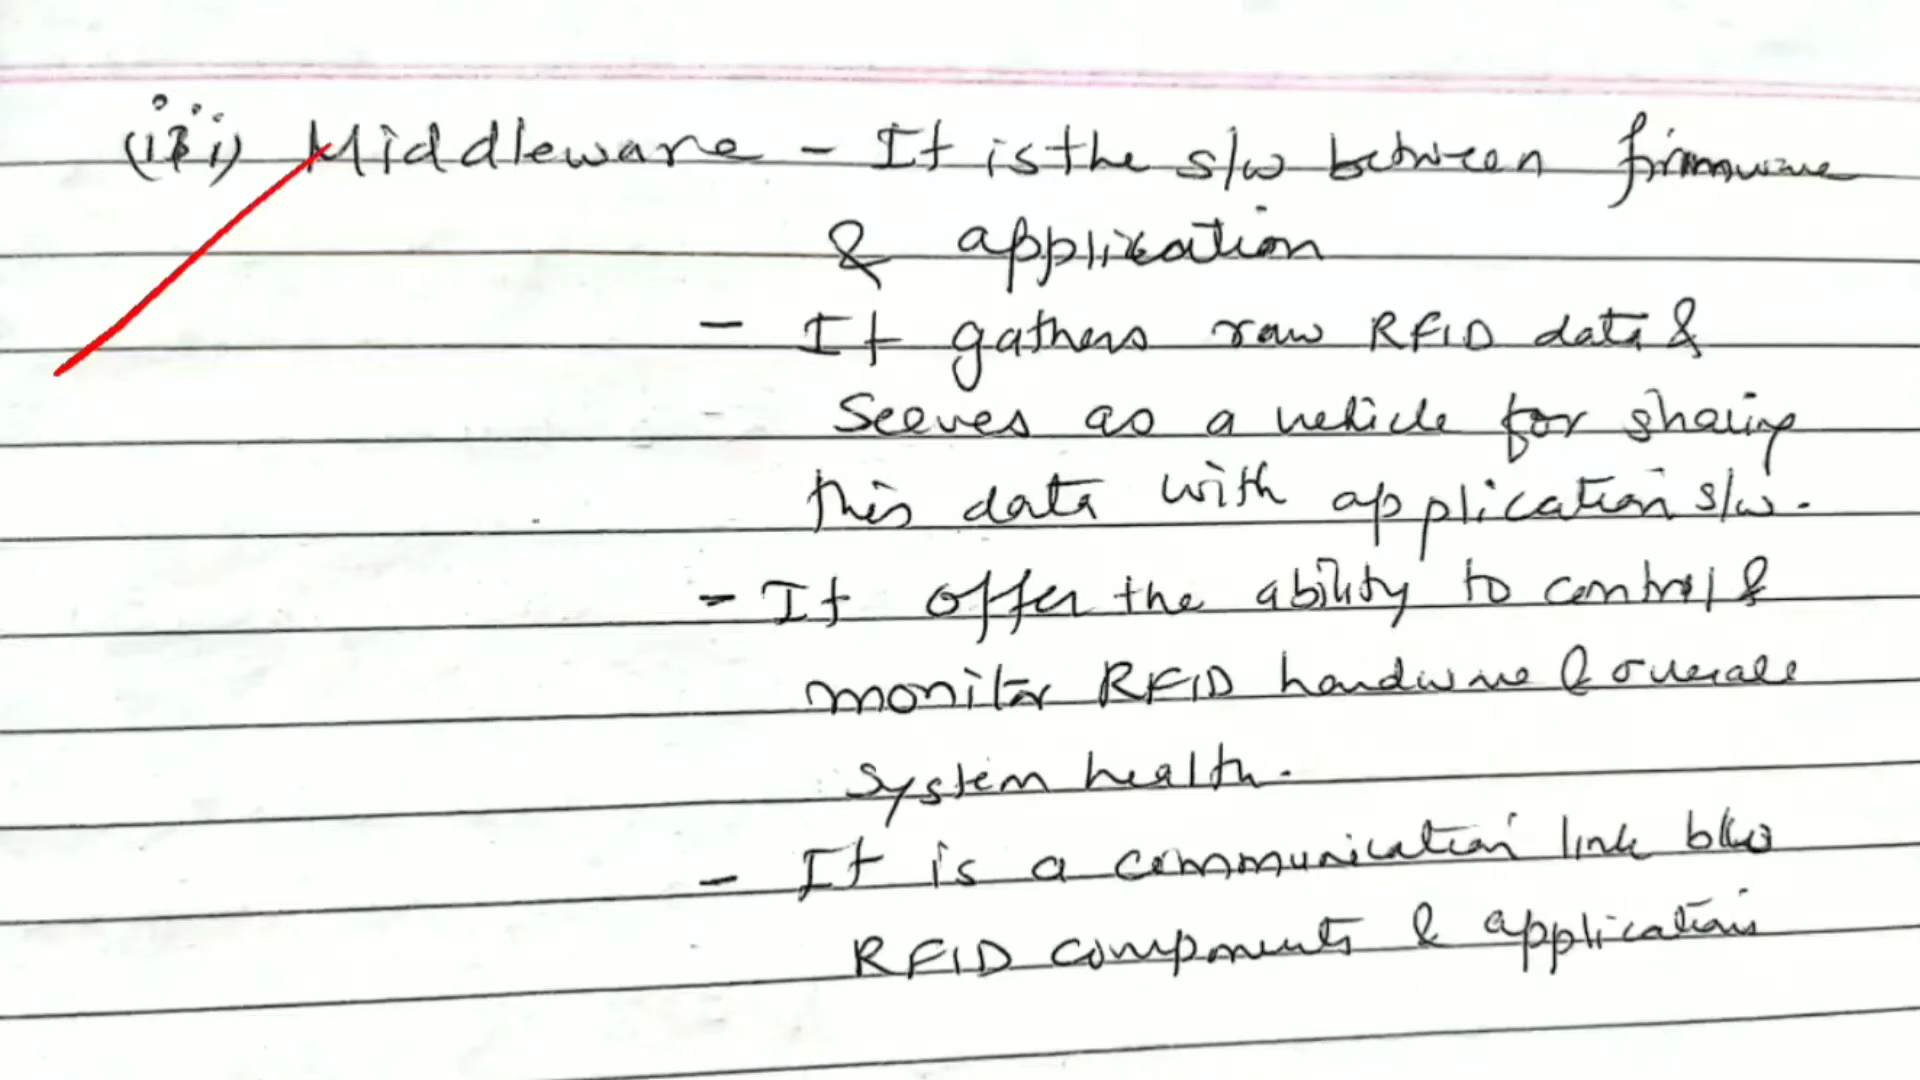 (iii) Middleware - It is the s/w between firmware
& application
- It gathers raw RFID data &
Serves as a vehicle for sharing
this data with application s/w.
- It offer the ability to control &
monitor RFID hardware & overall
system health.
- It is a communication link b/w
RFID components & applications